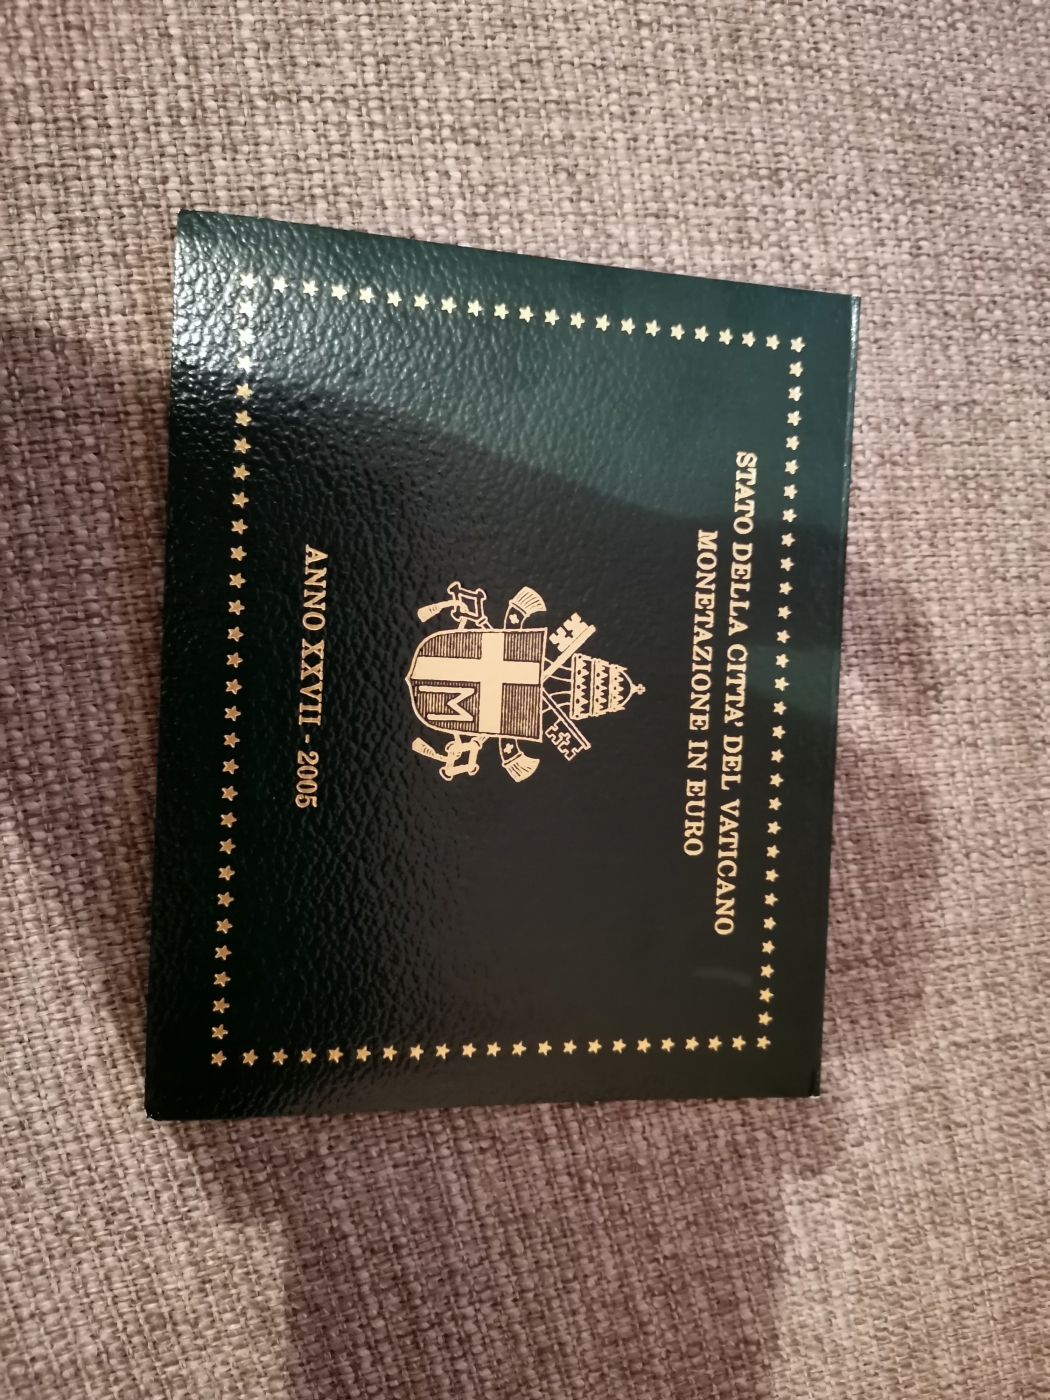 STATO DELLA CITTA' DEL VATICANO
MONETAZIONE IN EURO
M
ANNO XXVII - 2005